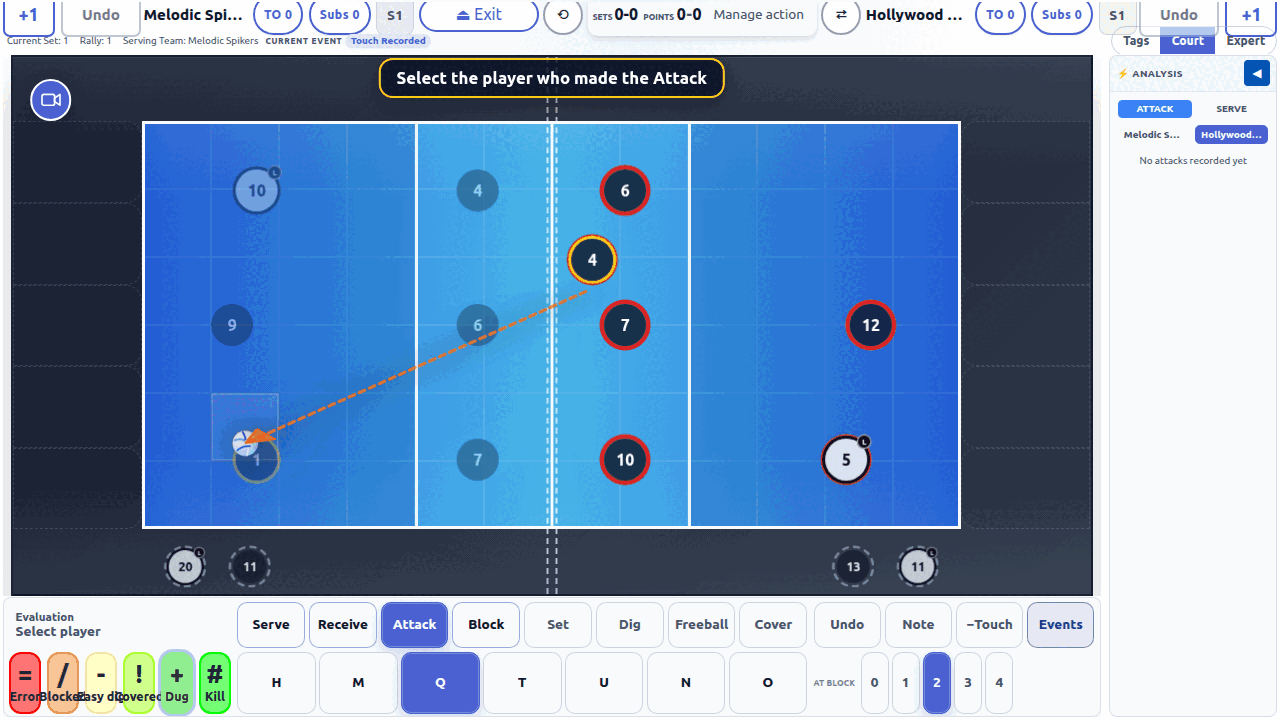 +1 Undo Melodic Spi... TO 0 Subs 0 S1 ⏏ Exit ⟲ SETS 0-0 POINTS 0-0 Manage action ⇄ Hollywood ... TO 0 Subs 0 S1 Undo +1
Current Set: 1 Rally: 1 Serving Team: Melodic Spikers CURRENT EVENT Touch Recorded
Tags Court Expert
Select the player who made the Attack
⚡ ANALYSIS ◀
ATTACK SERVE
Melodic S... Hollywood...
No attacks recorded yet
10 L 4 6
4
9 6 7 12
1 7 10 5 L
20 L 11 13 11 L
Evaluation
Select player
Serve Receive Attack Block Set Dig Freeball Cover Undo Note −Touch Events
= / - ! + #
Error Blocked Easy dig Covered Dug Kill
H M Q T U N O AT BLOCK 0 1 2 3 4